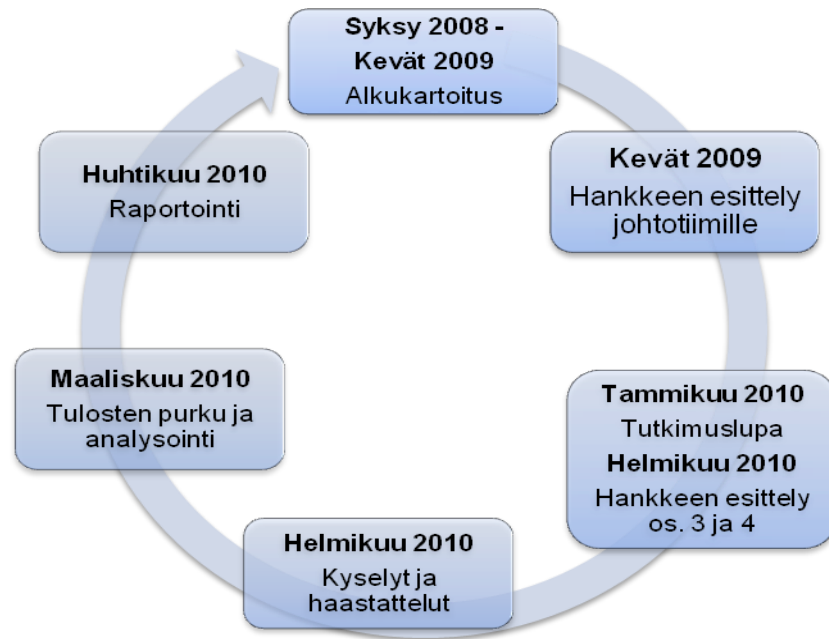 Syksy 2008 -
Kevät 2009
Alkukartoitus
Kevät 2009
Hankkeen esittely
johtotiimille
Tammikuu 2010
Tutkimuslupa
Helmikuu 2010
Hankkeen esittely
os. 3 ja 4
Helmikuu 2010
Kyselyt ja
haastattelut
Maaliskuu 2010
Tulosten purku ja
analysointi
Huhtikuu 2010
Raportointi